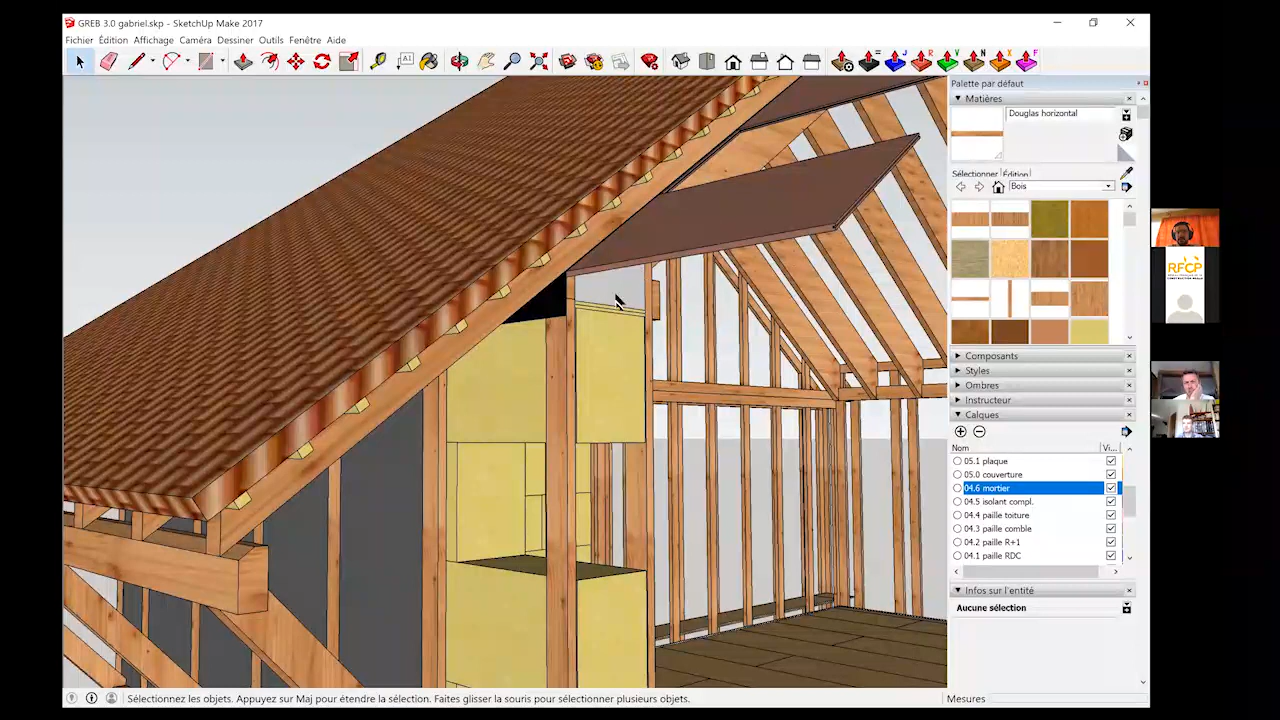 GREB 3.0 gabriel.skp - SketchUp Make 2017
Fichier Édition Affichage Caméra Dessiner Outils Fenêtre Aide
A1
= J R V N X F
Palette par défaut
Matières
Douglas horizontal
Sélectionner Édition
Bois
RFCP
Composants
Styles
Ombres
Instructeur
Calques
Nom Vi...
05.1 plaque
05.0 couverture
04.6 mortier
04.5 isolant compl.
04.4 paille toiture
04.3 paille comble
04.2 paille R+1
04.1 paille RDC
Infos sur l'entité
Aucune sélection
Sélectionnez les objets. Appuyez sur Maj pour étendre la sélection. Faites glisser la souris pour sélectionner plusieurs objets.
Mesures